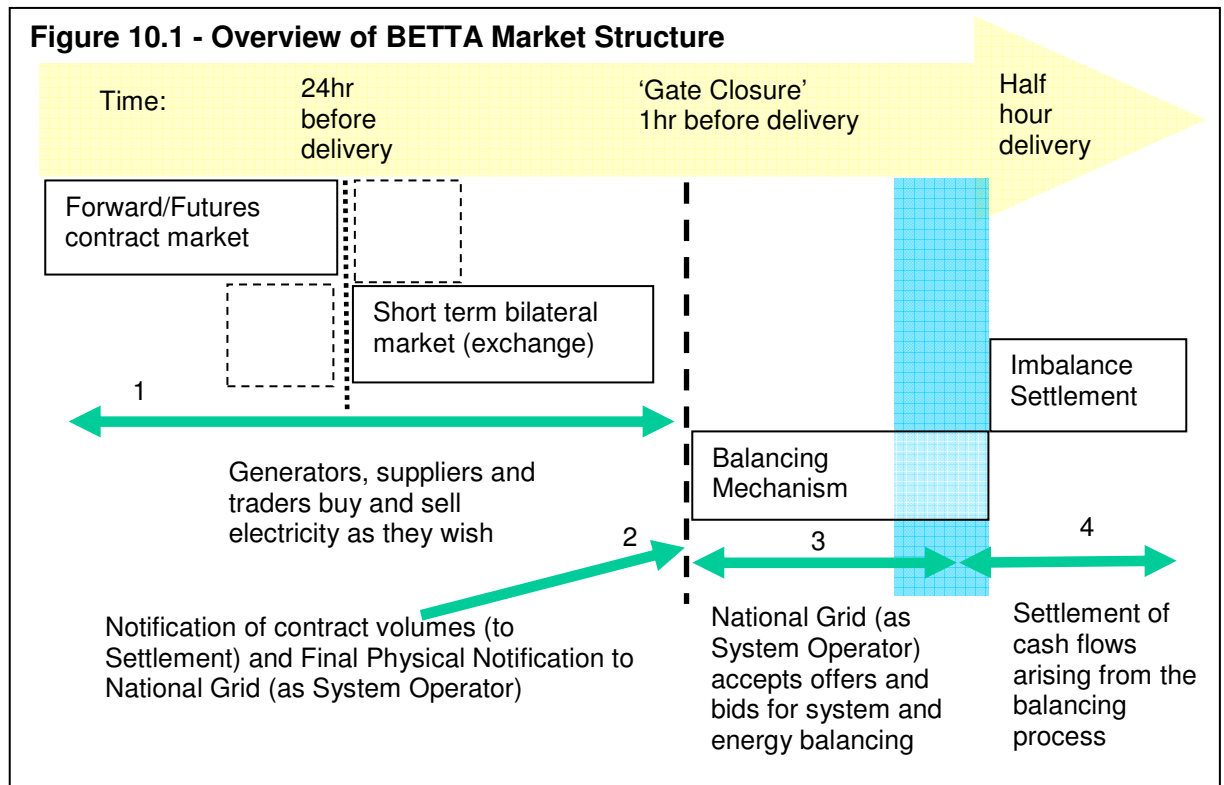 Figure 10.1 - Overview of BETTA Market Structure
Time:
24hr
before
delivery
‘Gate Closure’
1hr before delivery
Half
hour
delivery
Forward/Futures
contract market
Short term bilateral
market (exchange)
Imbalance
Settlement
1
Generators, suppliers and
traders buy and sell
electricity as they wish
Balancing
Mechanism
2
3
4
Notification of contract volumes (to
Settlement) and Final Physical Notification to
National Grid (as System Operator)
National Grid (as
System Operator)
accepts offers and
bids for system and
energy balancing
Settlement of
cash flows
arising from the
balancing
process